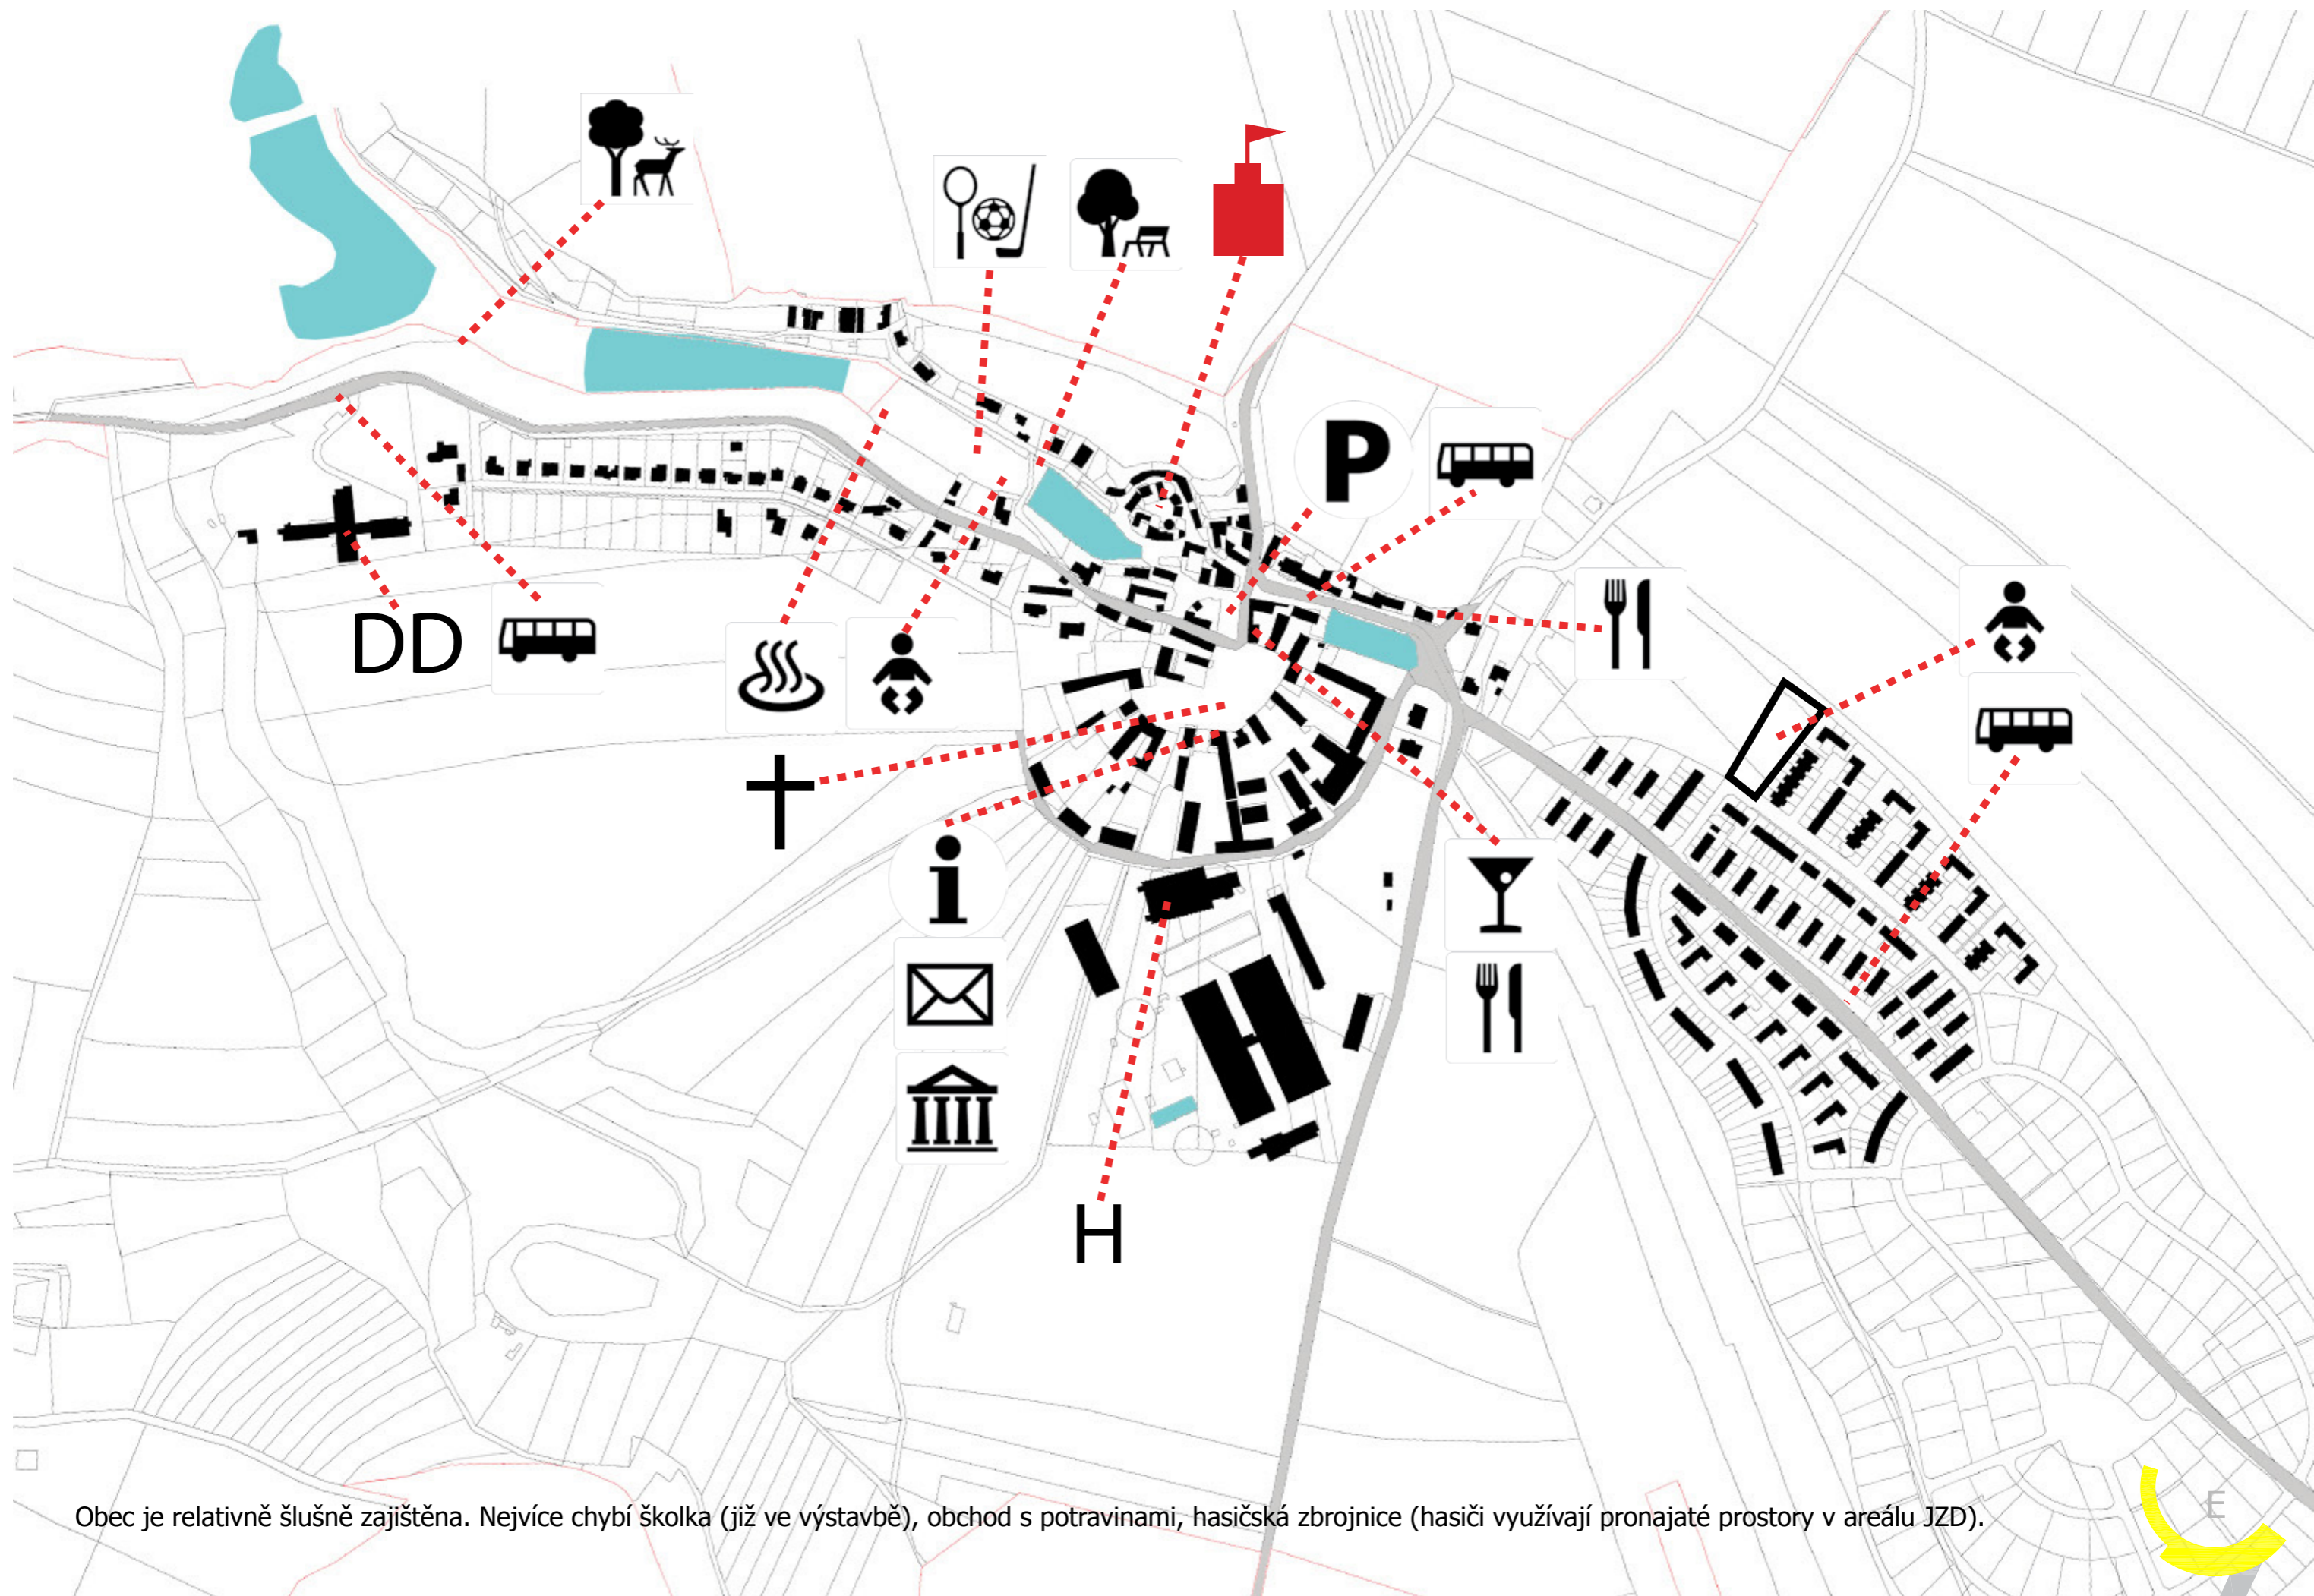 P
DD
i
H
Obec je relativně šlušně zajištěna. Nejvíce chybí školka (již ve výstavbě), obchod s potravinami, hasičská zbrojnice (hasiči využívají pronajaté prostory v areálu JZD).
E